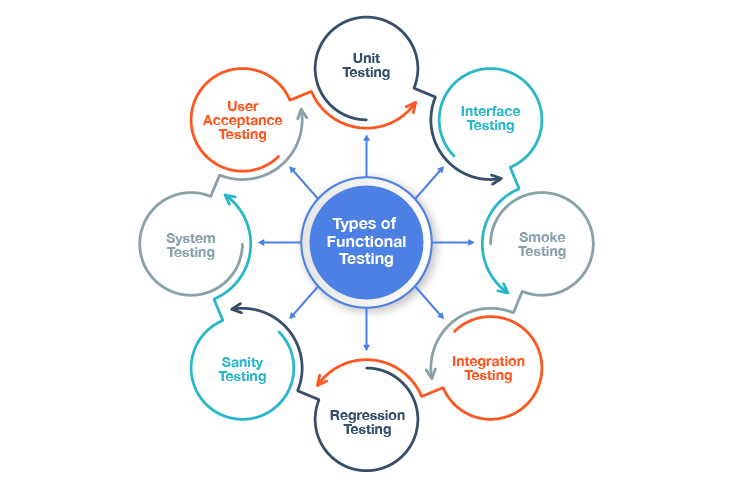 Unit
Testing
User
Acceptance
Testing
Interface
Testing
Types of
Functional
Testing
System
Testing
Smoke
Testing
Sanity
Testing
Integration
Testing
Regression
Testing